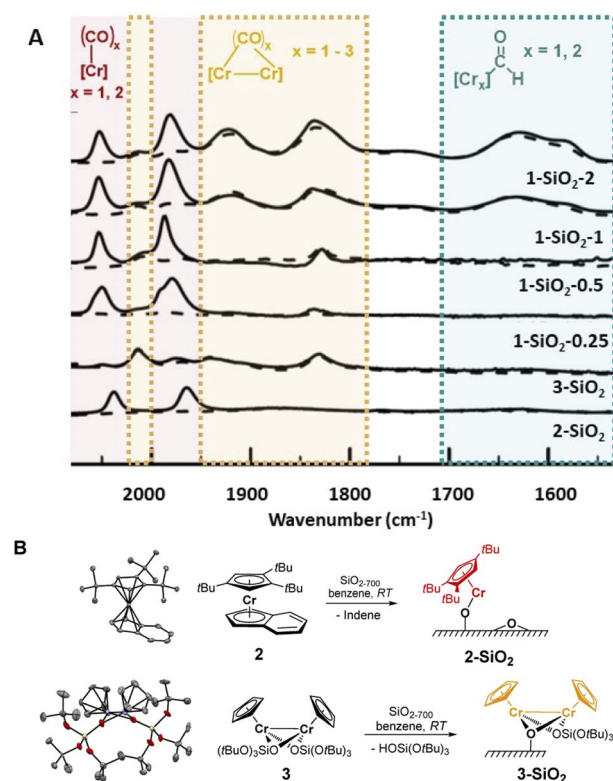 A
(CO)x
[Cr]
x = 1, 2
(CO)x
[Cr] [Cr]
x = 1 - 3
O
[Crx] C H
x = 1, 2
1-SiO2-2
1-SiO2-1
1-SiO2-0.5
1-SiO2-0.25
3-SiO2
2-SiO2
2000 1900 1800 1700 1600
Wavenumber (cm-1)
B
tBu tBu
tBu
Cr
2
SiO2-700
benzene, RT
- Indene
tBu
tBu tBu
Cr
O O
2-SiO2
Cr Cr
(tBuO)3SiO OSi(OtBu)3
3
SiO2-700
benzene, RT
- HOSi(OtBu)3
Cr Cr
O OSi(OtBu)3
3-SiO2